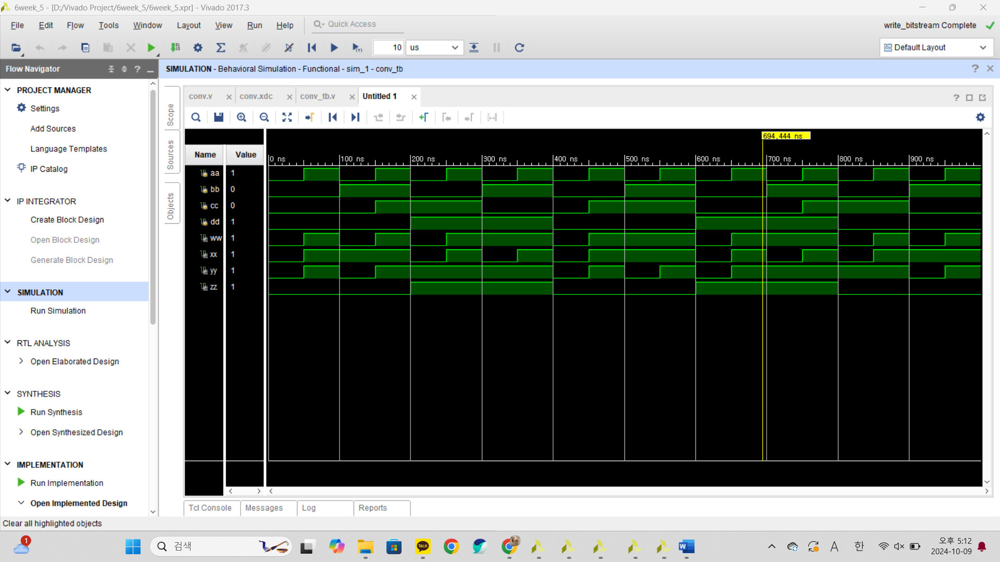 6week_5 - [D:/Vivado Project/6week_5/6week_5.xpr] - Vivado 2017.3
File Edit Flow Tools Window Layout View Run Help Quick Access write_bitstream Complete
10 us Default Layout
Flow Navigator
SIMULATION - Behavioral Simulation - Functional - sim_1 - conv_tb
PROJECT MANAGER
Settings
Add Sources
Language Templates
IP Catalog
IP INTEGRATOR
Create Block Design
Open Block Design
Generate Block Design
SIMULATION
Run Simulation
RTL ANALYSIS
Open Elaborated Design
SYNTHESIS
Run Synthesis
Open Synthesized Design
IMPLEMENTATION
Run Implementation
Open Implemented Design
Scope
Sources
Objects
conv.v conv.xdc conv_tb.v Untitled 1
694,444 ns
Name Value
0 ns 100 ns 200 ns 300 ns 400 ns 500 ns 600 ns 700 ns 800 ns 900 ns
aa 1
bb 0
cc 0
dd 1
ww 1
xx 1
yy 1
zz 1
Tcl Console Messages Log Reports
Clear all highlighted objects
1
검색
TALK
A 한
오후 5:12
2024-10-09